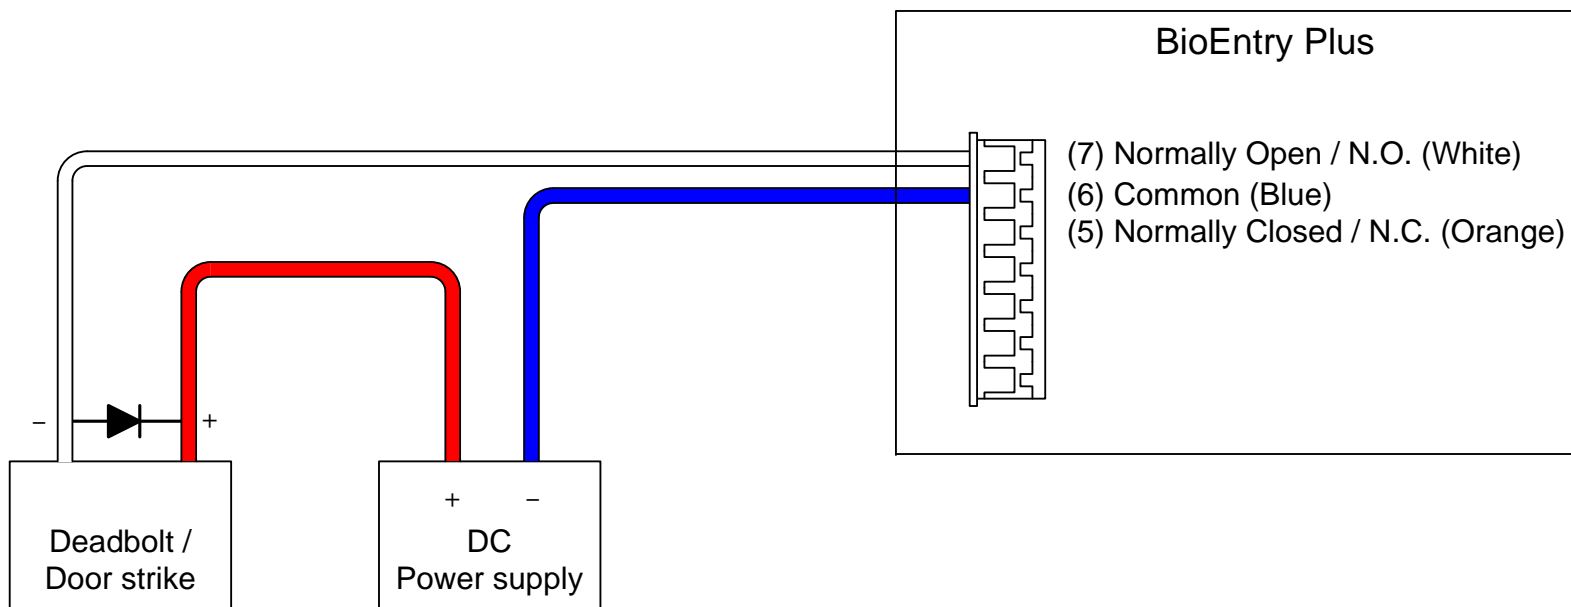 BioEntry Plus
(7) Normally Open / N.O. (White)
(6) Common (Blue)
(5) Normally Closed / N.C. (Orange)
− +
+ −
Deadbolt /
Door strike
DC
Power supply